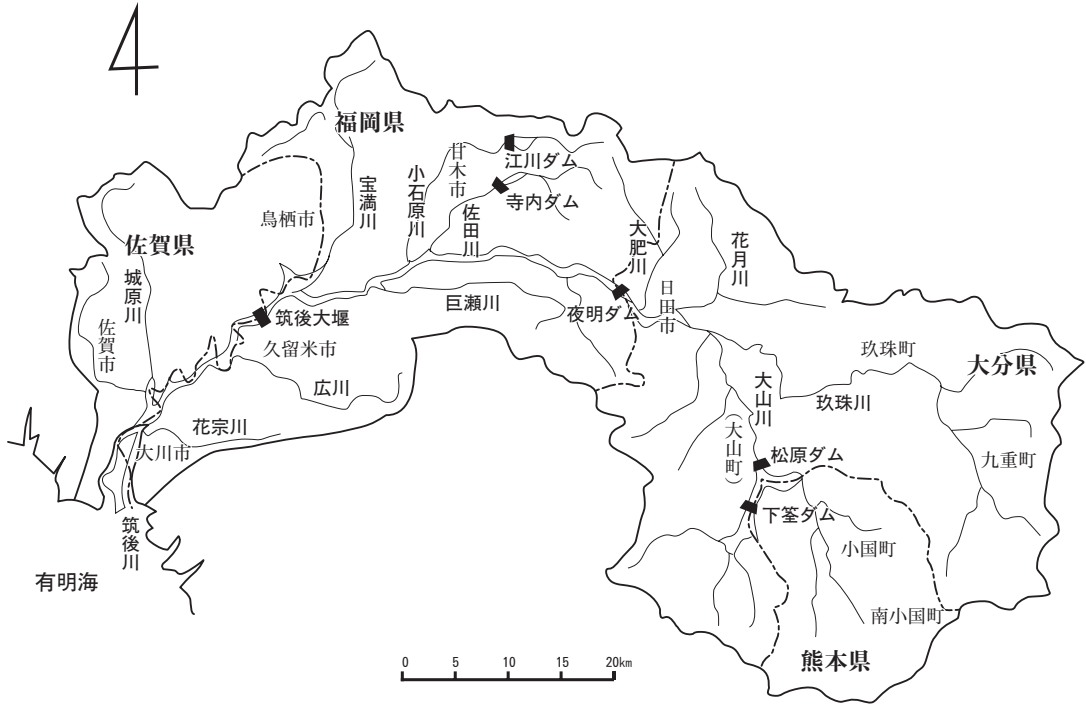 4
福岡県
甘木市
江川ダム
寺内ダム
小石原川
佐田川
宝満川
鳥栖市
佐賀県
城原川
佐賀市
大肥川
花月川
日田市
夜明ダム
巨瀬川
筑後大堰
久留米市
広川
花宗川
大川市
筑後川
有明海
玖珠町
大分県
玖珠川
大山川
(大山町)
九重町
松原ダム
下筌ダム
小国町
南小国町
熊本県
0 5 10 15 20km